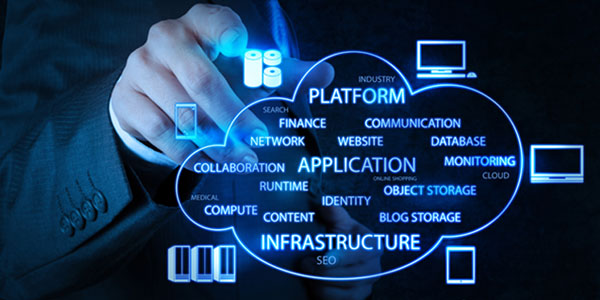 INDUSTRY
PLATFORM
SEARCH
FINANCE COMMUNICATION
NETWORK WEBSITE DATABASE
COLLABORATION APPLICATION MONITORING
ONLINE SHOPPING CLOUD
RUNTIME OBJECT STORAGE
MEDICAL IDENTITY
COMPUTE CONTENT BLOG STORAGE
INFRASTRUCTURE
SEO